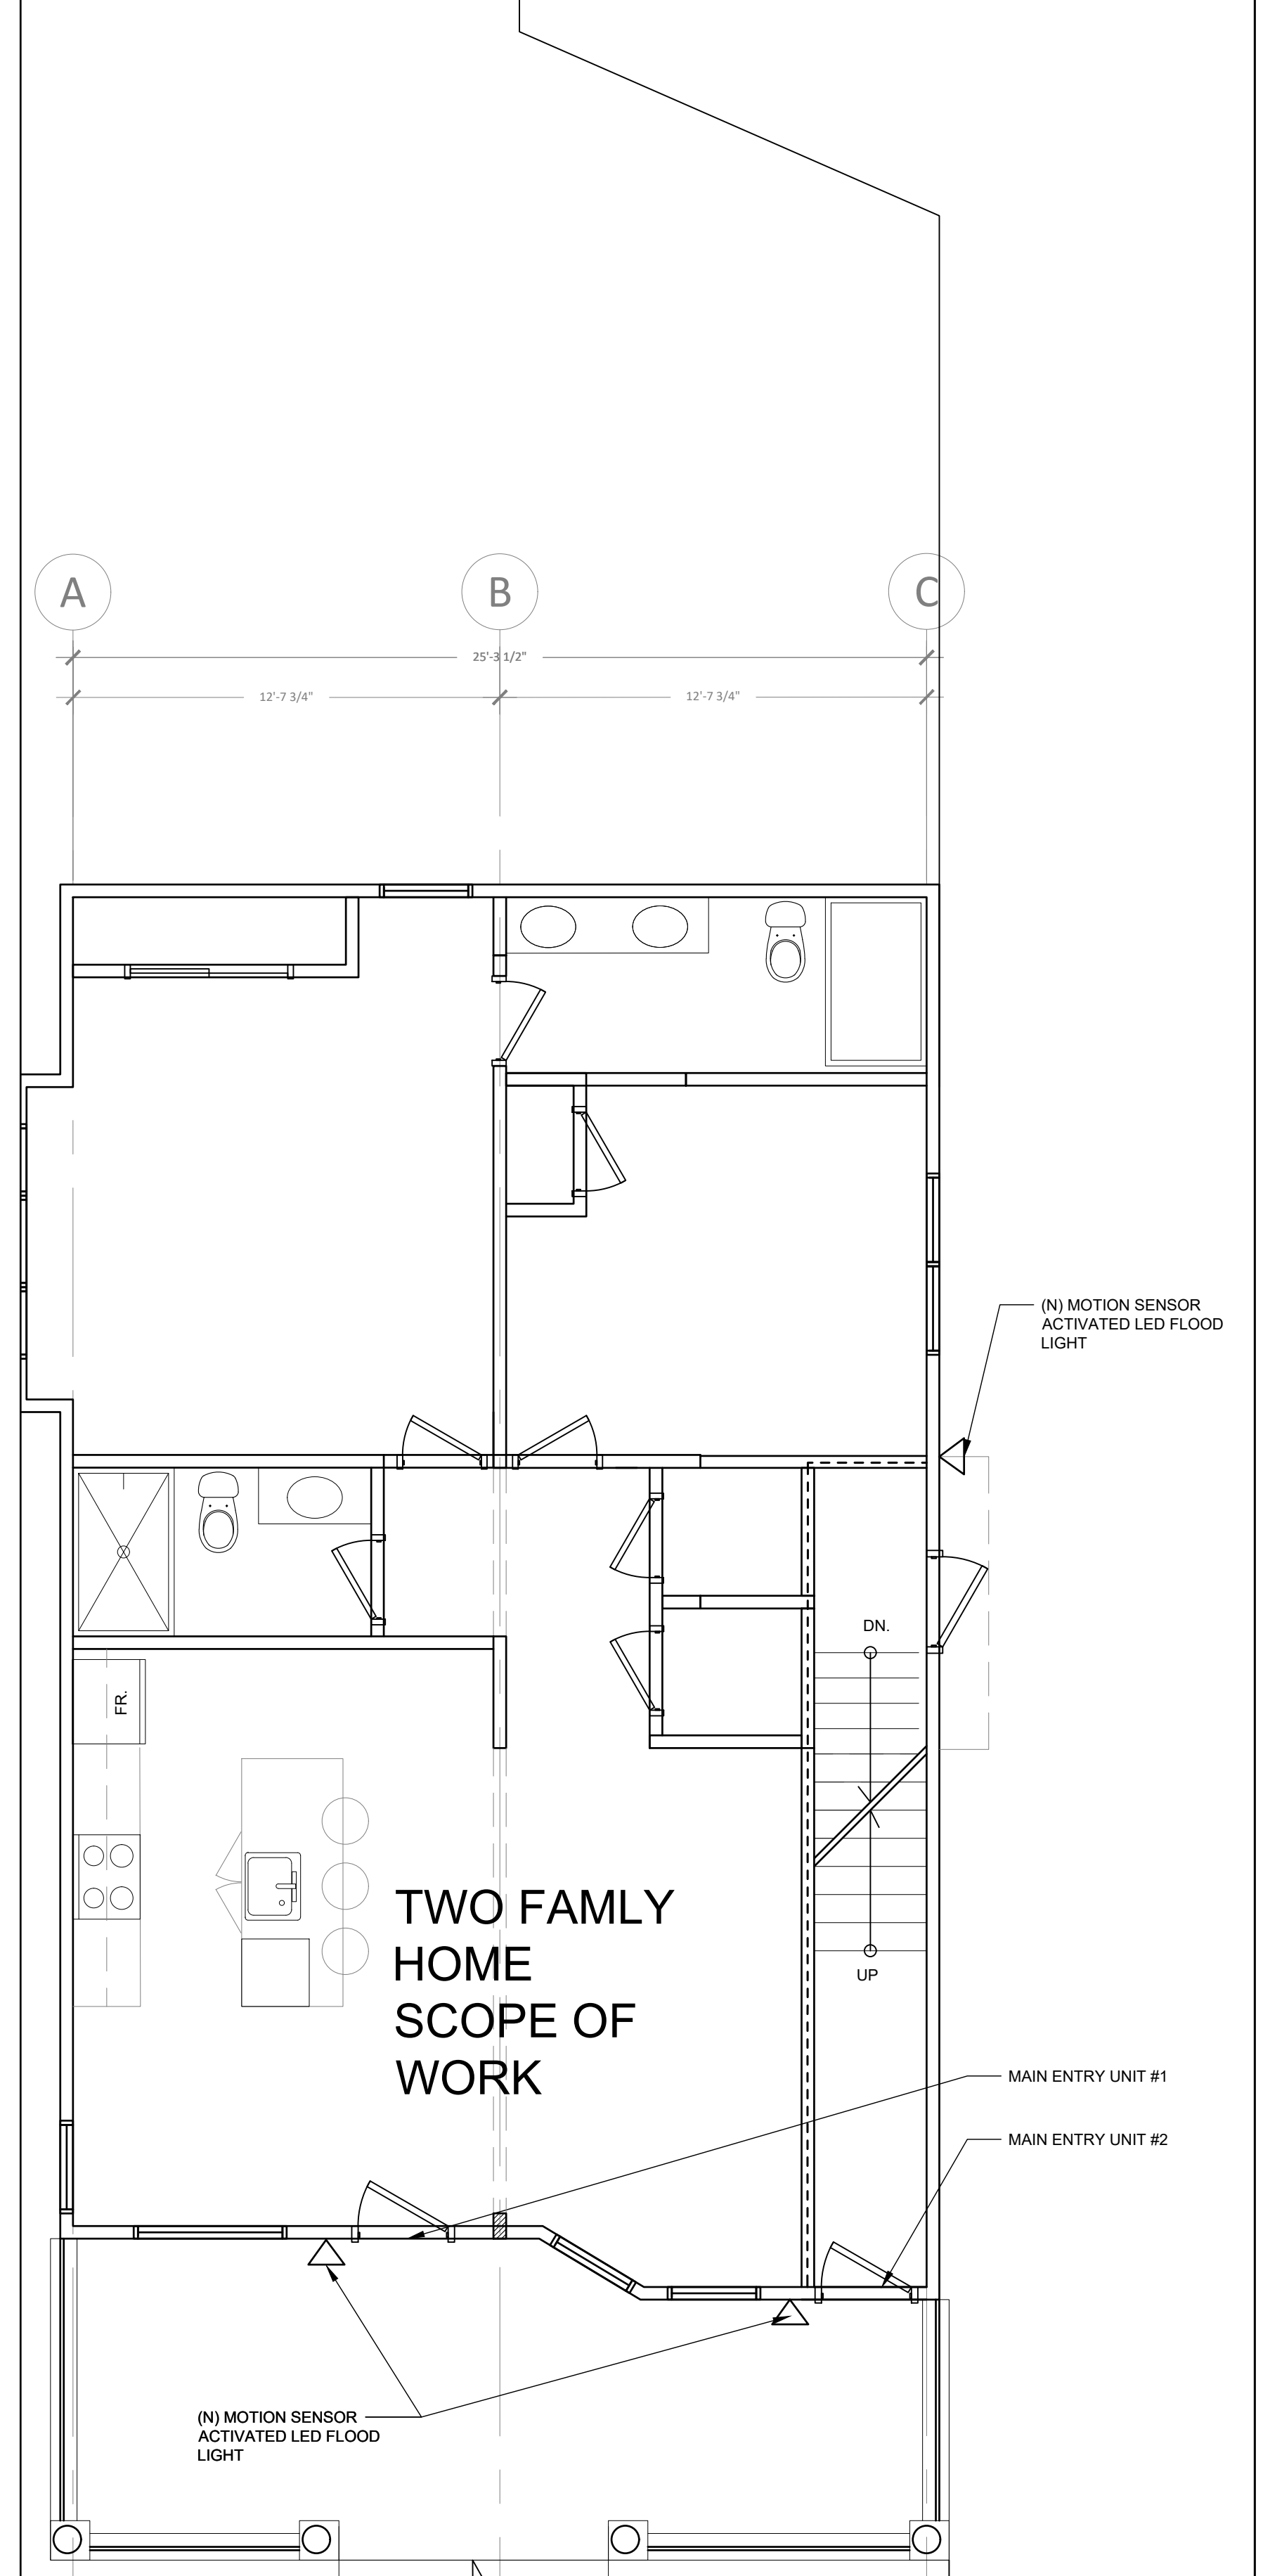 A B C
25'-3 1/2"
12'-7 3/4" 12'-7 3/4"
(N) MOTION SENSOR
ACTIVATED LED FLOOD
LIGHT
DN.
FR.
TWO FAMLY
HOME
SCOPE OF
WORK
UP
MAIN ENTRY UNIT #1
MAIN ENTRY UNIT #2
(N) MOTION SENSOR
ACTIVATED LED FLOOD
LIGHT